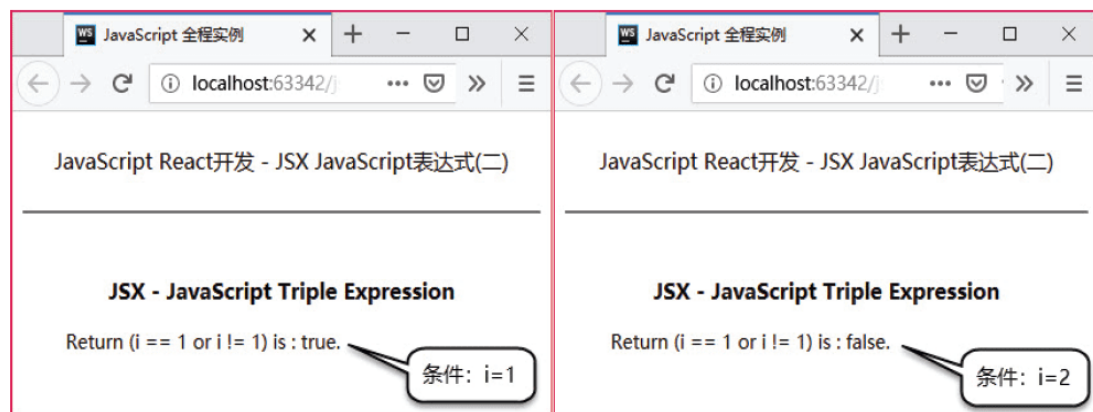 WS JavaScript 全程实例
localhost:63342/j
JavaScript React开发 - JSX JavaScript表达式(二)
JSX - JavaScript Triple Expression
Return (i == 1 or i != 1) is : true.
条件：i=1
WS JavaScript 全程实例
localhost:63342/j
JavaScript React开发 - JSX JavaScript表达式(二)
JSX - JavaScript Triple Expression
Return (i == 1 or i != 1) is : false.
条件：i=2